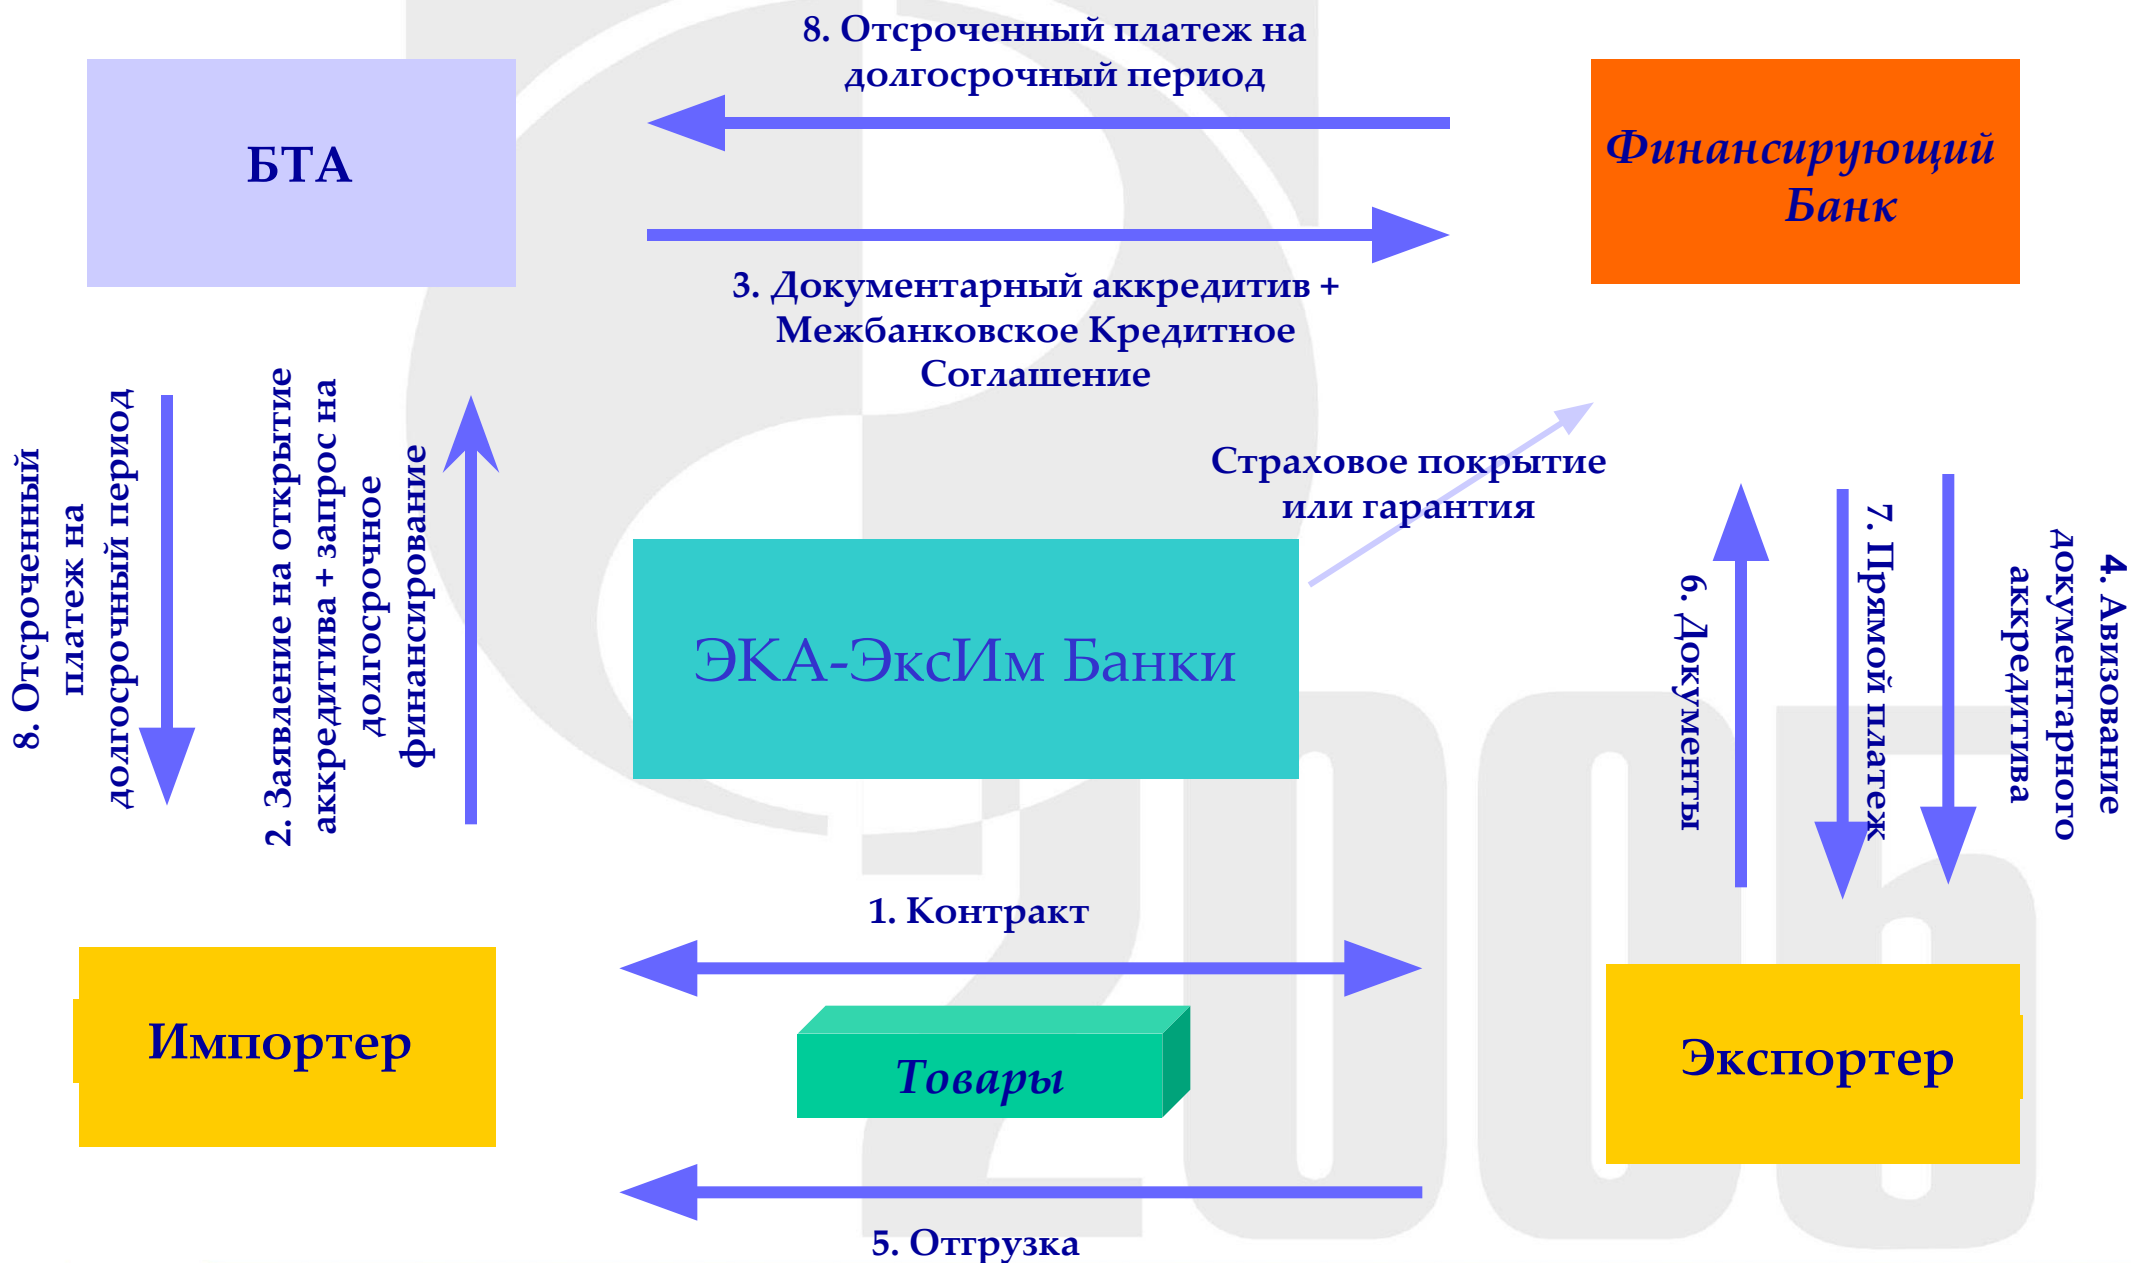 8. Отсроченный платеж на
долгосрочный период
БТА
Финансирующий
Банк
3. Документарный аккредитив +
Межбанковское Кредитное
Соглашение
8. Отсроченный
платеж на
долгосрочный период
2. Заявление на открытие
аккредитива + запрос на
долгосрочное
финансирование
Страховое покрытие
или гарантия
ЭКА-ЭксИм Банки
6. Документы
7. Прямой платеж
4. Авизование
документарного
аккредитива
1. Контракт
Импортер
Товары
Экспортер
5. Отгрузка
2006